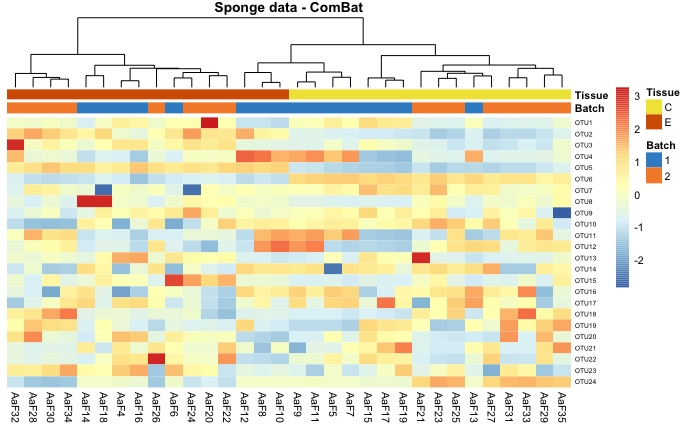 Sponge data - ComBat
Tissue
Batch
OTU1
OTU2
OTU3
OTU4
OTU5
OTU6
OTU7
OTU8
OTU9
OTU10
OTU11
OTU12
OTU13
OTU14
OTU15
OTU16
OTU17
OTU18
OTU19
OTU20
OTU21
OTU22
OTU23
OTU24
AaF32
AaF28
AaF30
AaF34
AaF14
AaF18
AaF4
AaF16
AaF26
AaF6
AaF24
AaF20
AaF22
AaF12
AaF8
AaF10
AaF9
AaF11
AaF5
AaF7
AaF15
AaF17
AaF19
AaF21
AaF23
AaF25
AaF13
AaF27
AaF31
AaF33
AaF29
AaF35
3
2
1
0
-1
-2
Tissue
C
E
Batch
1
2